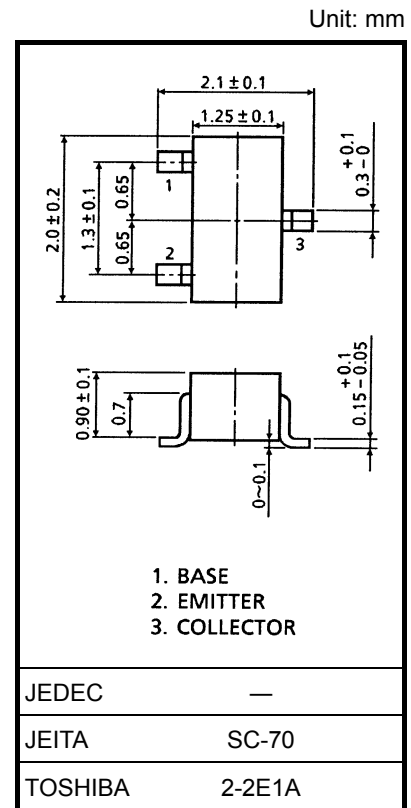 Unit: mm
2.1±0.1
1.25±0.1
+0.1
0.3-0
2.0±0.2
1.3±0.1
0.65
0.65
1
2
3
0.90±0.1
0.7
+0.1
0.15-0.05
0~0.1
1. BASE
2. EMITTER
3. COLLECTOR
JEDEC —
JEITA SC-70
TOSHIBA 2-2E1A